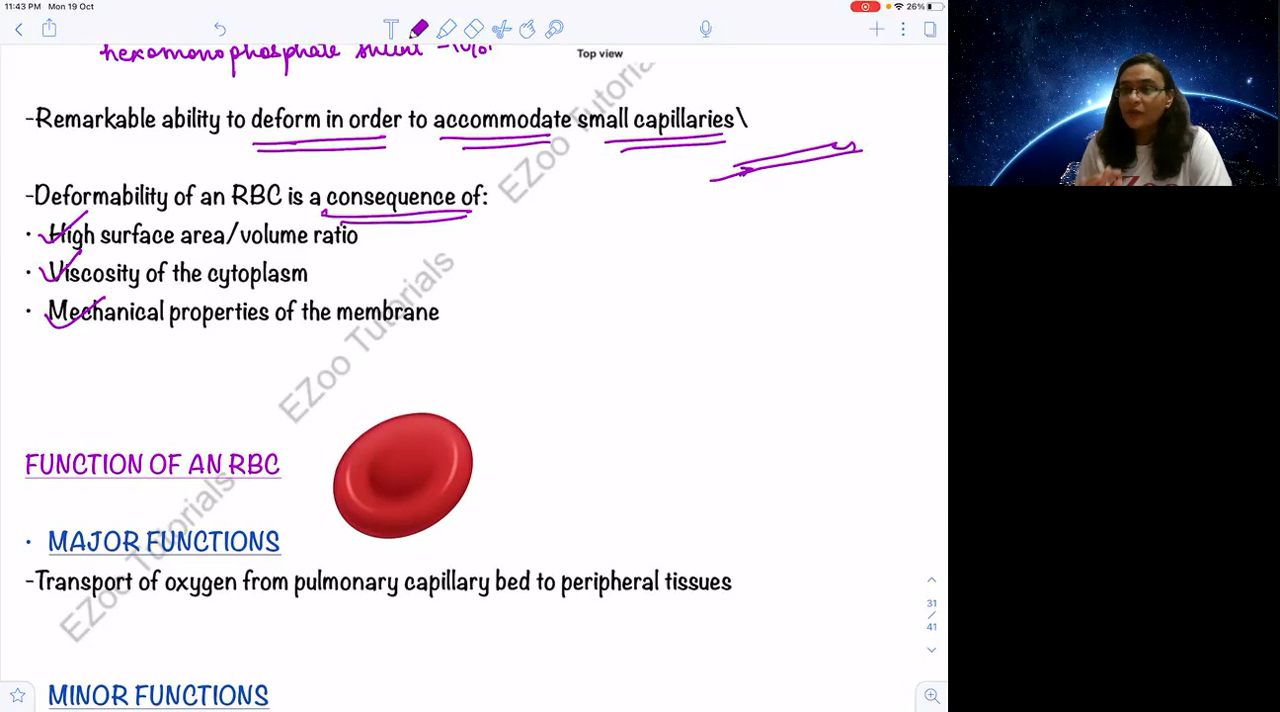 11:43 PM Mon 19 Oct
26%
hexamonophosphate shunt -10%
Top view
-Remarkable ability to deform in order to accommodate small capillaries\
-Deformability of an RBC is a consequence of:
· High surface area/volume ratio
· Viscosity of the cytoplasm
· Mechanical properties of the membrane
FUNCTION OF AN RBC
· MAJOR FUNCTIONS
-Transport of oxygen from pulmonary capillary bed to peripheral tissues
31
/
41
MINOR FUNCTIONS
EZoo Tutorials
EZoo Tutorials
EZoo Tutorials